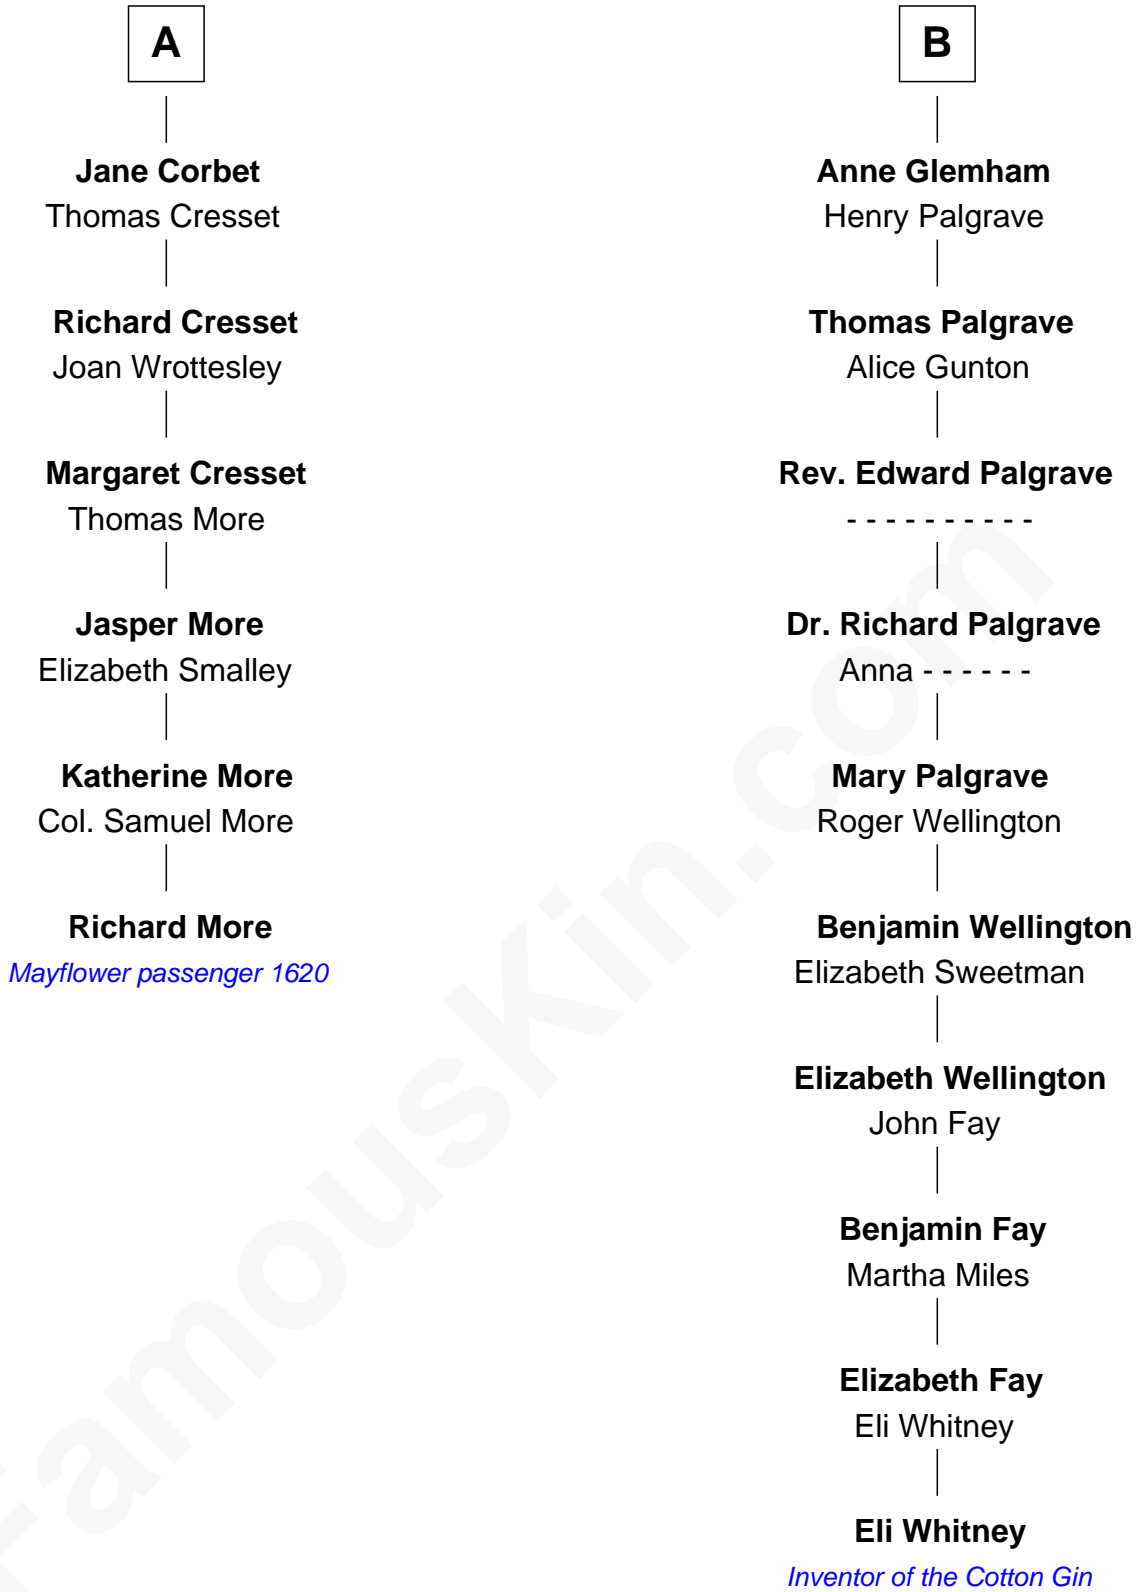 A
Jane Corbet
Thomas Cresset
Richard Cresset
Joan Wrottesley
Margaret Cresset
Thomas More
Jasper More
Elizabeth Smalley
Katherine More
Col. Samuel More
Richard More
Mayflower passenger 1620
B
Anne Glemham
Henry Palgrave
Thomas Palgrave
Alice Gunton
Rev. Edward Palgrave
- - - - - - - - - -
Dr. Richard Palgrave
Anna - - - - - -
Mary Palgrave
Roger Wellington
Benjamin Wellington
Elizabeth Sweetman
Elizabeth Wellington
John Fay
Benjamin Fay
Martha Miles
Elizabeth Fay
Eli Whitney
Eli Whitney
Inventor of the Cotton Gin
FamousKin.com